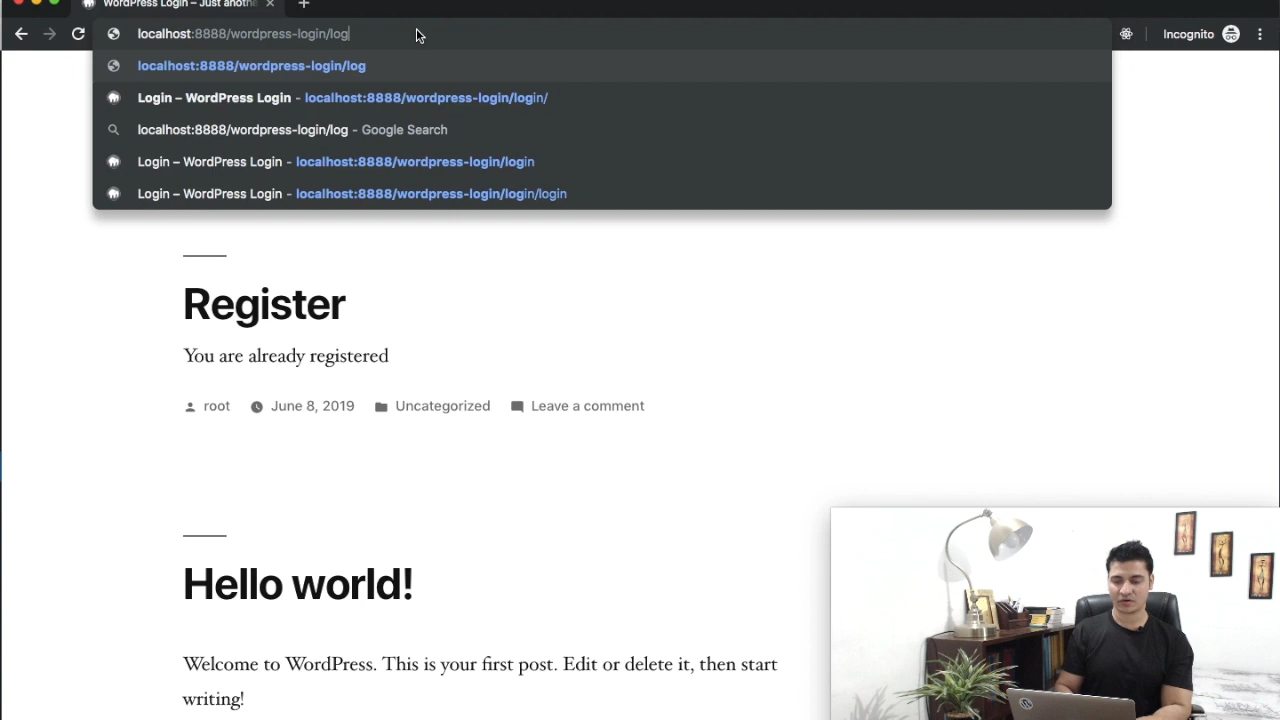 WordPress Login – Just anoth
localhost:8888/wordpress-login/log
Incognito
localhost:8888/wordpress-login/log
Login – WordPress Login - localhost:8888/wordpress-login/login/
localhost:8888/wordpress-login/log - Google Search
Login – WordPress Login - localhost:8888/wordpress-login/login
Login – WordPress Login - localhost:8888/wordpress-login/login/login
Register
You are already registered
root June 8, 2019 Uncategorized Leave a comment
Hello world!
Welcome to WordPress. This is your first post. Edit or delete it, then start
writing!